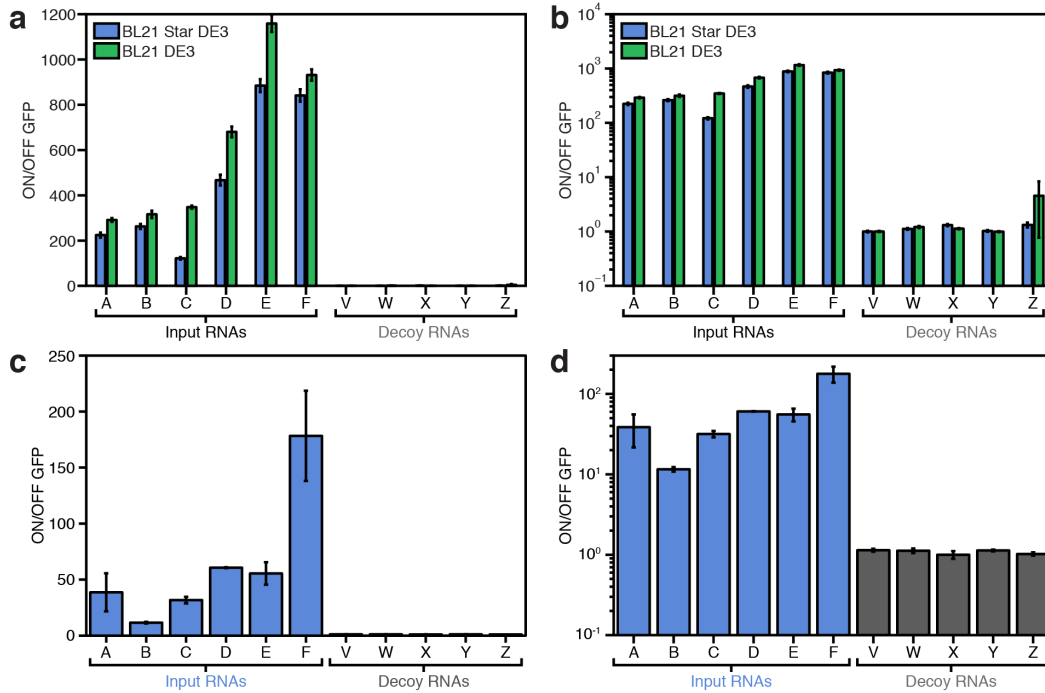 a
1200
1000
800
600
400
200
0
ON/OFF GFP
BL21 Star DE3
BL21 DE3
A B C D E F V W X Y Z
Input RNAs Decoy RNAs
b
10^4
10^3
10^2
10^1
10^0
10^-1
ON/OFF GFP
BL21 Star DE3
BL21 DE3
A B C D E F V W X Y Z
Input RNAs Decoy RNAs
c
250
200
150
100
50
0
ON/OFF GFP
A B C D E F V W X Y Z
Input RNAs Decoy RNAs
d
10^2
10^1
10^0
10^-1
ON/OFF GFP
A B C D E F V W X Y Z
Input RNAs Decoy RNAs